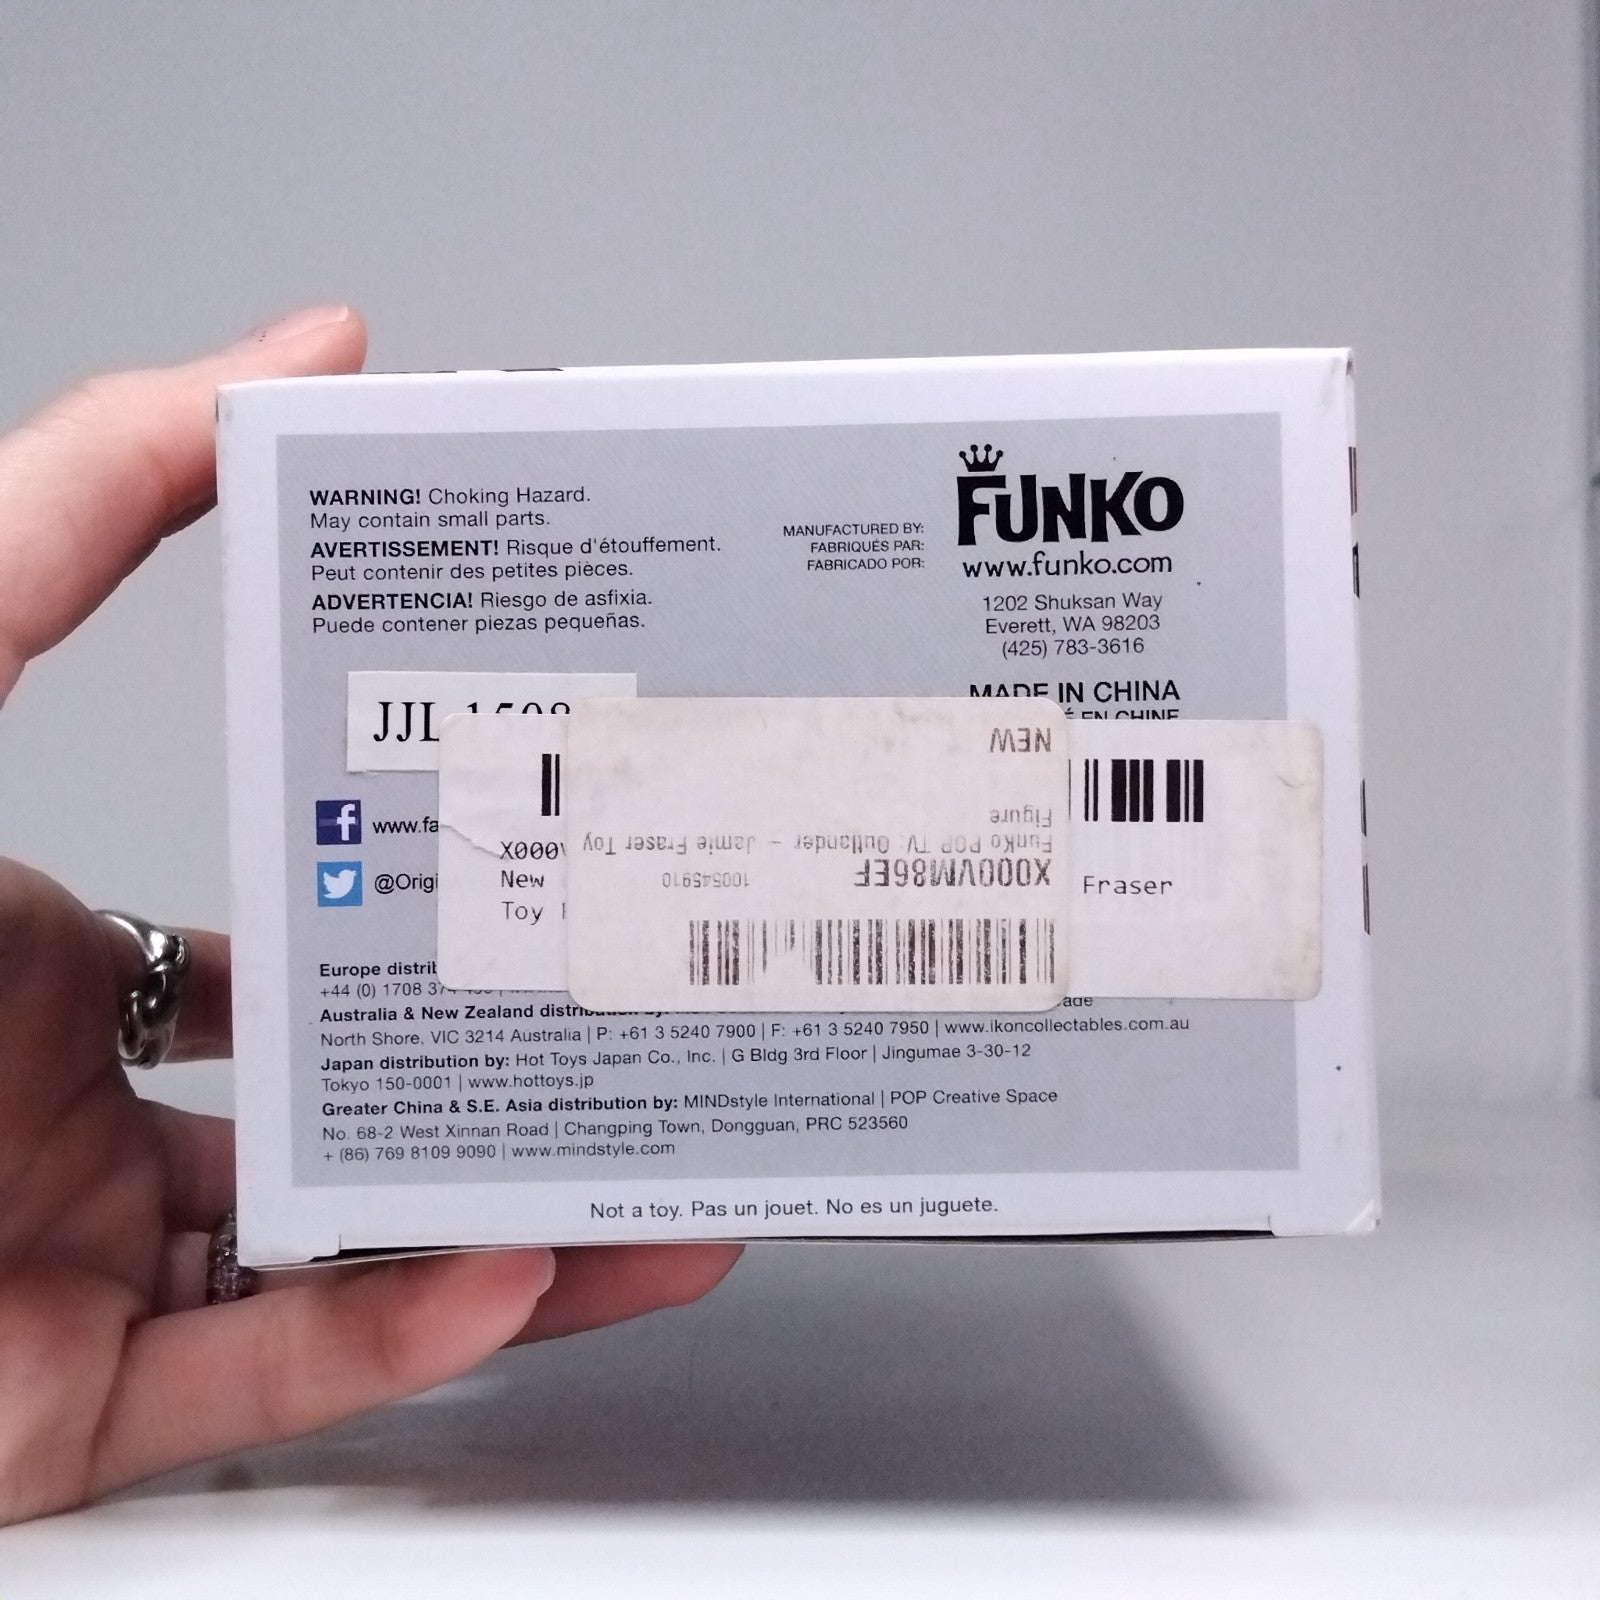 WARNING! Choking Hazard.
May contain small parts.
AVERTISSEMENT! Risque d'étouffement.
Peut contenir des petites pièces.
ADVERTENCIA! Riesgo de asfixia.
Puede contener piezas pequeñas.
MANUFACTURED BY:
FABRIQUÉS PAR:
FABRICADO POR:
FUNKO
www.funko.com
1202 Shuksan Way
Everett, WA 98203
(425) 783-3616
MADE IN CHINA
EN CHINE
JJL 1508
www.fa
@Origi
X000
New
Toy
Fraser
X000VM86EF
100545910
Funko POP TV: Outlander - Jamie Fraser Toy
Figure
NEW
Europe distrib
+44 (0) 1708 37
Australia & New Zealand distribution by:
North Shore, VIC 3214 Australia | P: +61 3 5240 7900 | F: +61 3 5240 7950 | www.ikoncollectables.com.au
Japan distribution by: Hot Toys Japan Co., Inc. | G Bldg 3rd Floor | Jingumae 3-30-12
Tokyo 150-0001 | www.hottoys.jp
Greater China & S.E. Asia distribution by: MINDstyle International | POP Creative Space
No. 68-2 West Xinnan Road | Changping Town, Dongguan, PRC 523560
+ (86) 769 8109 9090 | www.mindstyle.com
Not a toy. Pas un jouet. No es un juguete.